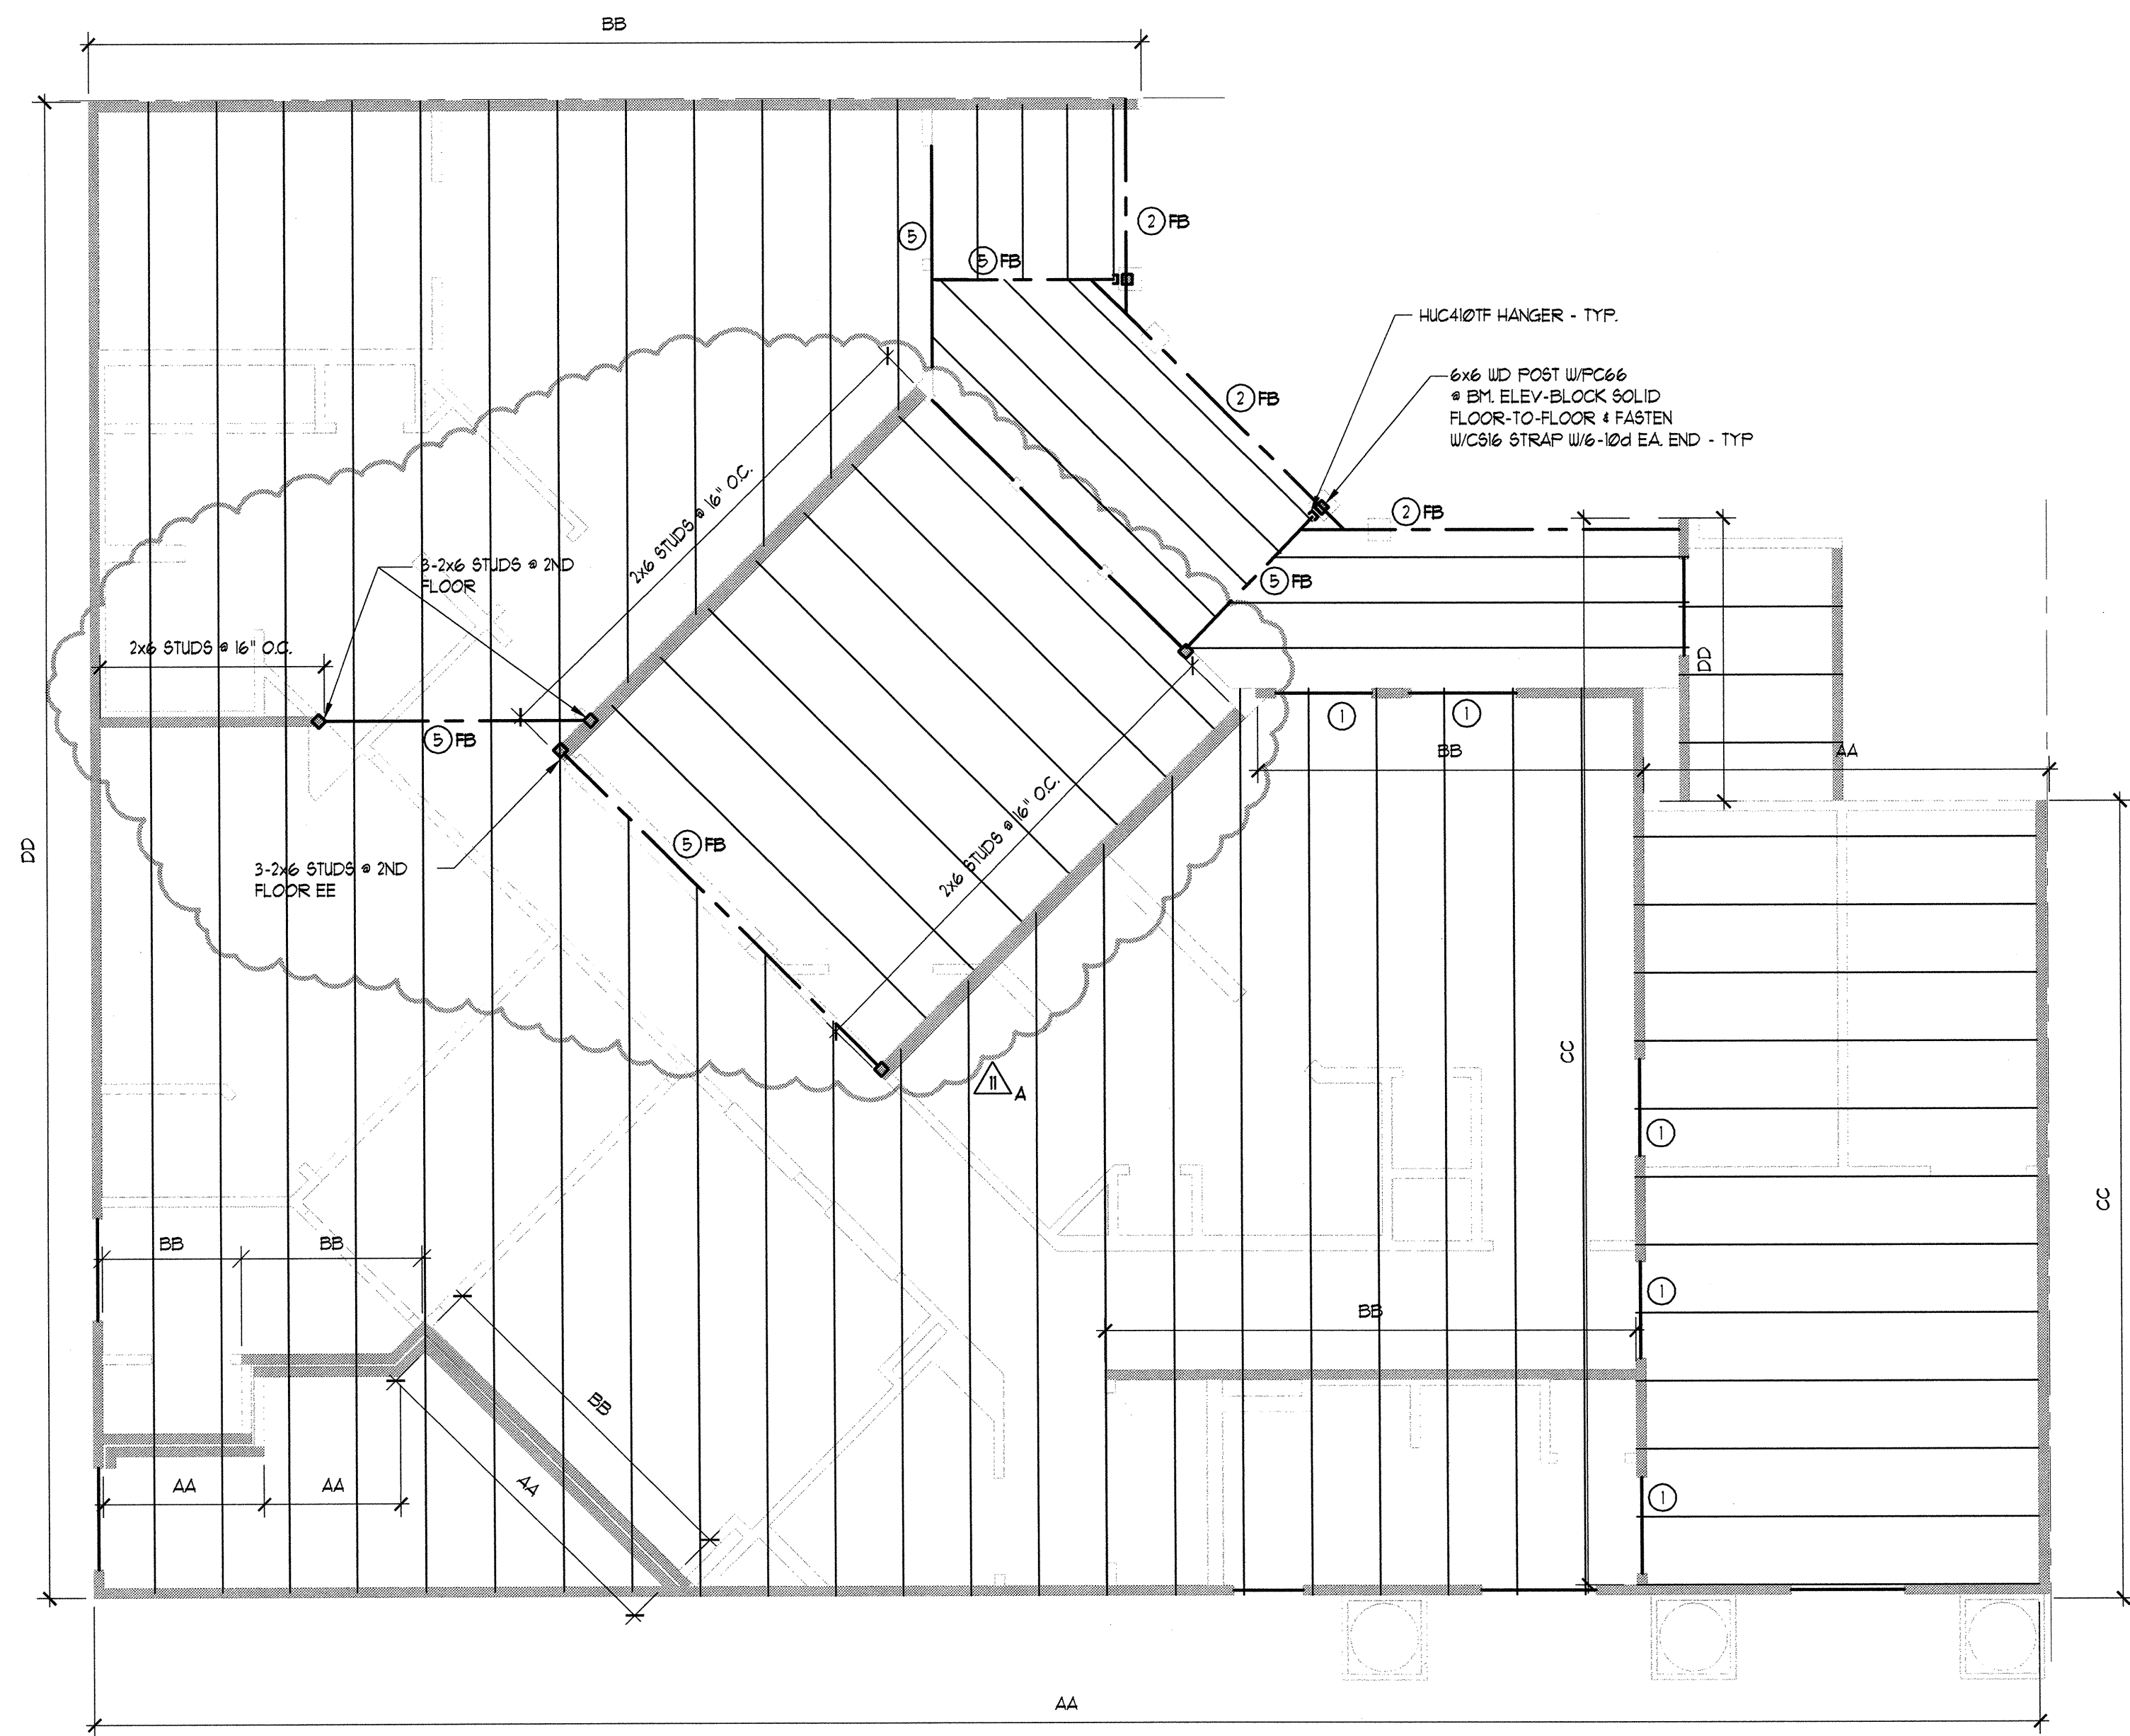 BB
2 FB
5
5 FB
HUC410TF HANGER - TYP.
6x6 WD POST W/PC66
@ BM. ELEV-BLOCK SOLID
FLOOR-TO-FLOOR & FASTEN
W/CS16 STRAP W/6-10d EA. END - TYP
2 FB
2x6 STUDS @ 16" O.C.
2 FB
3-2x6 STUDS @ 2ND
FLOOR
5 FB
2x6 STUDS @ 16" O.C.
DD
1
1
5 FB
BB
AA
2x6 STUDS @ 16" O.C.
5 FB
DD
3-2x6 STUDS @ 2ND
FLOOR EE
CC
11
A
1
CC
BB
BB
1
BB
BB
AA
AA
AA
1
AA